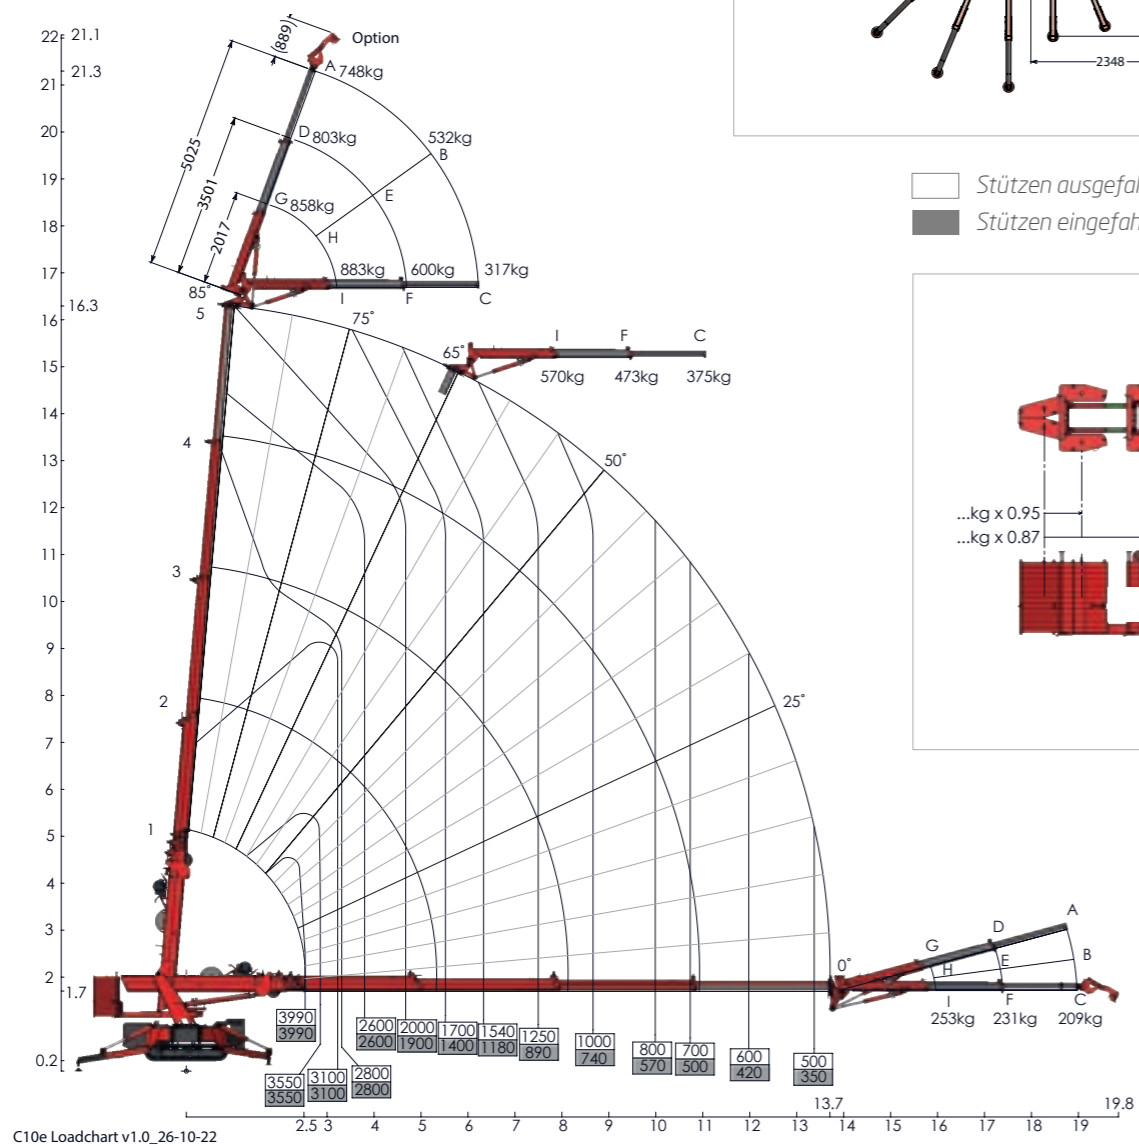 22 21.1
(889)
Option
21 21.3
A 748kg
5025
20
D 803kg
532kg
B
3501
19
E
G 858kg
2017
18
H
17
883kg 600kg 317kg
85°
I F C
16.3
5
16
75°
I F C
15
65°
570kg 473kg 375kg
14
4
13
50°
12
11
3
10
9
8
2
25°
7
6
5
1
4
3
A
D
G
B
E
H
2
0°
1.7
I F C
253kg 231kg 209kg
0.2
3990
3990
3550
3550
3100
3100
2800
2800
2600
2600
2000
1900
1700
1400
1540
1180
1250
890
1000
740
800
570
700
500
600
420
500
350
13.7 19.8
2.5 3 4 5 6 7 8 9 10 11 12 13 14 15 16 17 18 19
C10e Loadchart v1.0_26-10-22
2348
Stützen ausgefah
Stützen eingefah
...kg x 0.95
...kg x 0.87